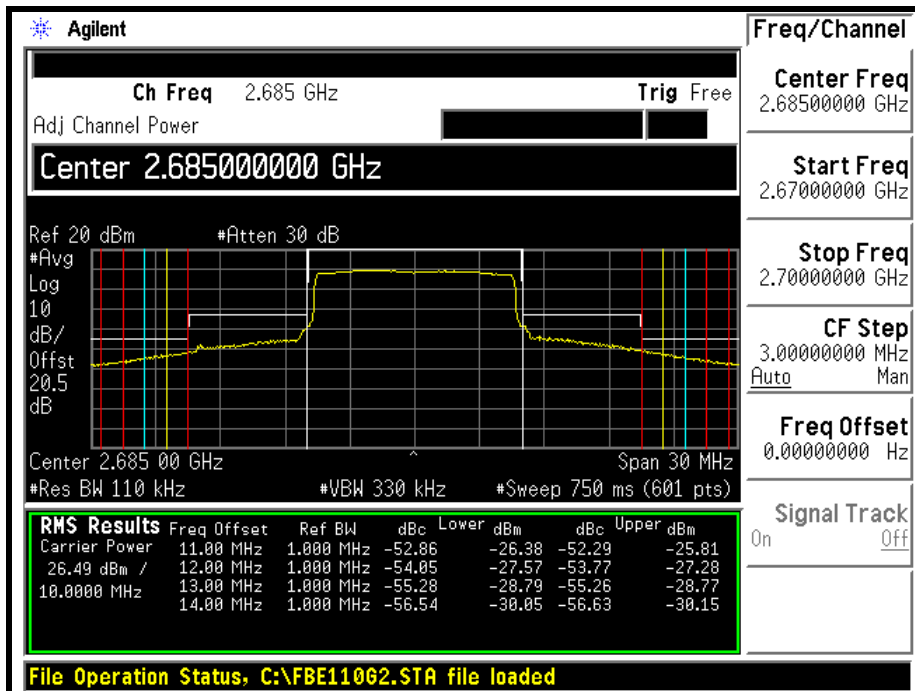 Agilent
Freq/Channel
Ch Freq 2.685 GHz Trig Free
Adj Channel Power
Center 2.685000000 GHz
Ref 20 dBm #Atten 30 dB
#Avg
Log
10
dB/
Offst
20.5
dB
Center 2.685 00 GHz Span 30 MHz
#Res BW 110 kHz #VBW 330 kHz #Sweep 750 ms (601 pts)
RMS Results Freq Offset Ref BW dBc Lower dBm dBc Upper dBm
Carrier Power 11.00 MHz 1.000 MHz -52.86 -26.38 -52.29 -25.81
26.49 dBm / 12.00 MHz 1.000 MHz -54.05 -27.57 -53.77 -27.28
10.0000 MHz 13.00 MHz 1.000 MHz -55.28 -28.79 -55.26 -28.77
14.00 MHz 1.000 MHz -56.54 -30.05 -56.63 -30.15
Center Freq
2.68500000 GHz
Start Freq
2.67000000 GHz
Stop Freq
2.70000000 GHz
CF Step
3.00000000 MHz
Auto Man
Freq Offset
0.00000000 Hz
Signal Track
On Off
File Operation Status, C:\FBE110G2.STA file loaded